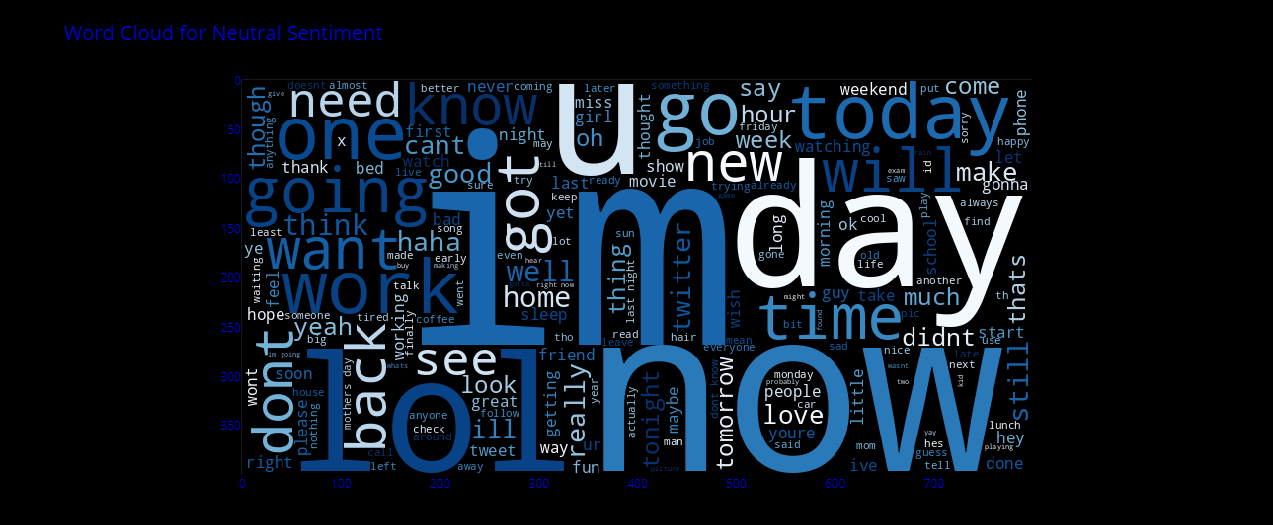 Word Cloud for Neutral Sentiment
0
50
100
150
200
250
300
350
0 100 200 300 400 500 600 700
doesnt almost better never coming later something weekend put come
give need know u miss girl go say today phone
though anything one x cant first night may oh thought hour friday week job sorry happy
thank bed watch live good sure got try till last ready show movie new trying already watching will rain id exam saw let make gonna
going think bad song im keep yet lot sun game day long gone morning ok cool old life play school always find another
least ye want haha made early buy making even hear well thing twitter last night right now
waiting feel work talk went home sleep wish time might guy take much th thats
hope someone yeah tired big working finally coffee tho read leave hair mean everyone bit found pic sad didnt start use
dont im going soon house wont back mothers day whats see look great follow friend really year getting
now nice late next wasnt two kid still
lol anyone check around ill tweet way ur fun actually tonight maybe man dont know tomorrow monday probably people car love youre said little mom
please nothing right call left away picture ive yay hes guess tell lunch hey playing done